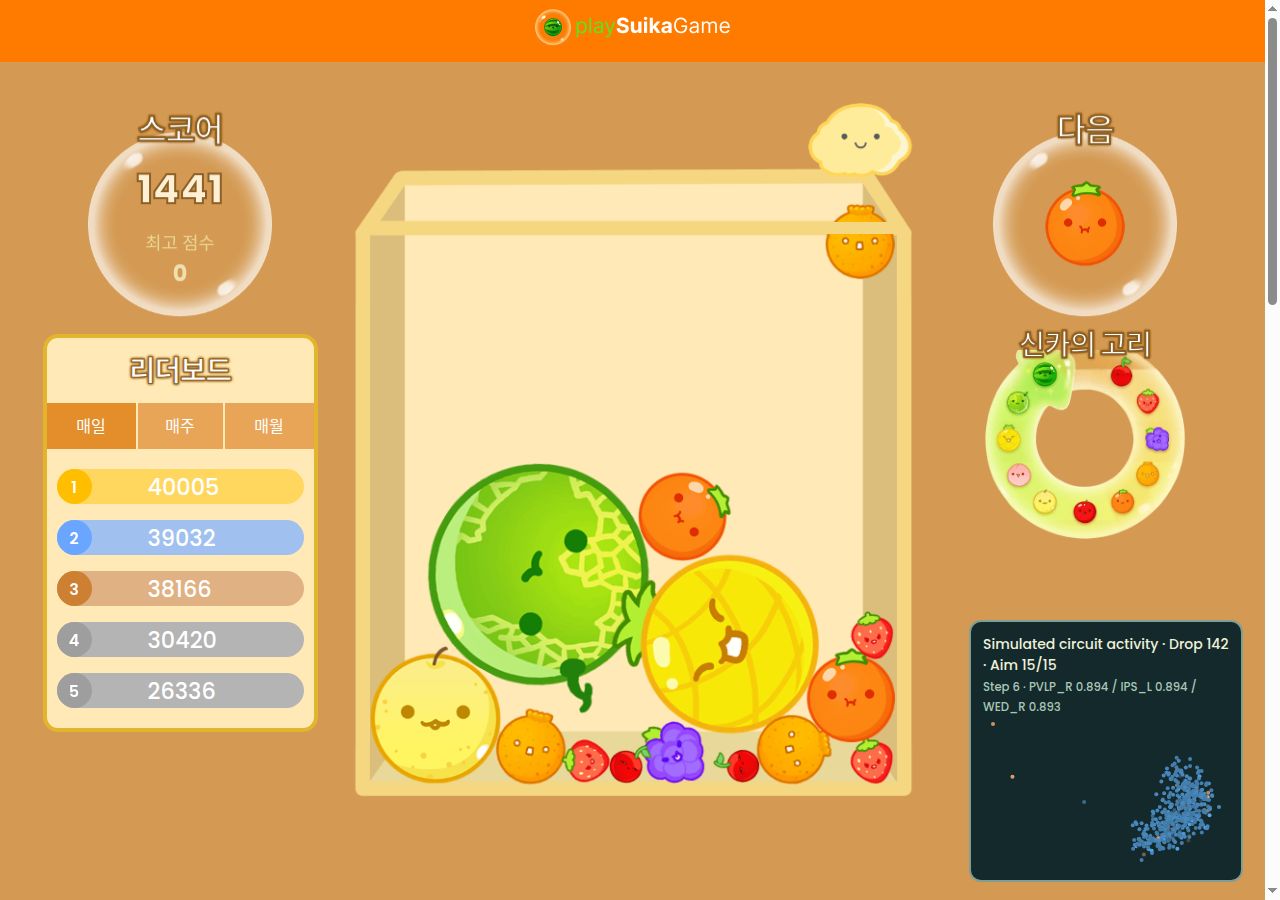 playSuikaGame
스코어
1441
최고 점수
0
다음
신카의 고리
리더보드
매일 매주 매월
1 40005
2 39032
3 38166
4 30420
5 26336
Simulated circuit activity · Drop 142
· Aim 15/15
Step 6 · PVLP_R 0.894 / IPS_L 0.894 /
WED_R 0.893